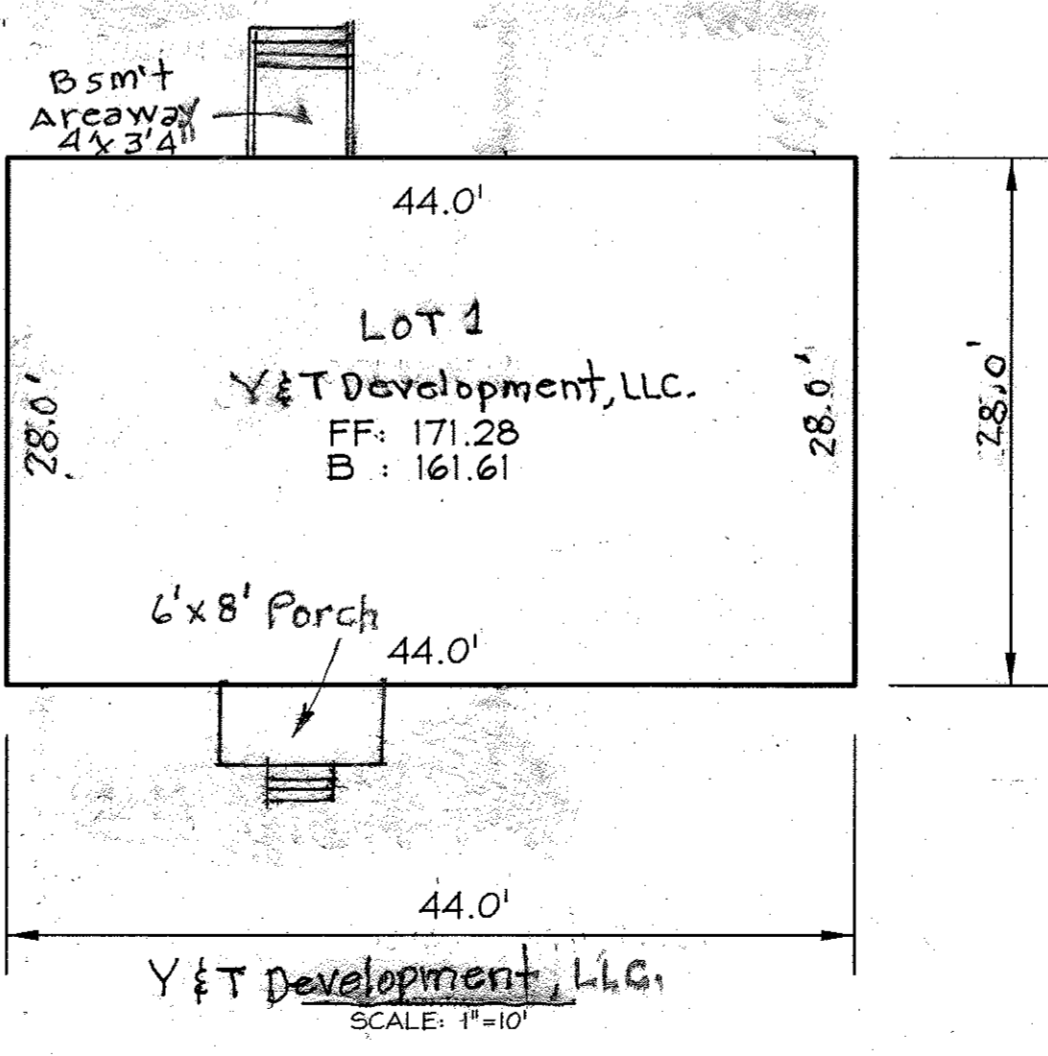 Bsm't
Areaway
4'x3'4"
44.0'
LOT 1
Y&T Development, LLC.
FF: 171.28
B : 161.61
28.0'
28.0'
28.0'
6'x8' Porch
44.0'
44.0'
Y & T Development, LLC.
SCALE: 1"=10'